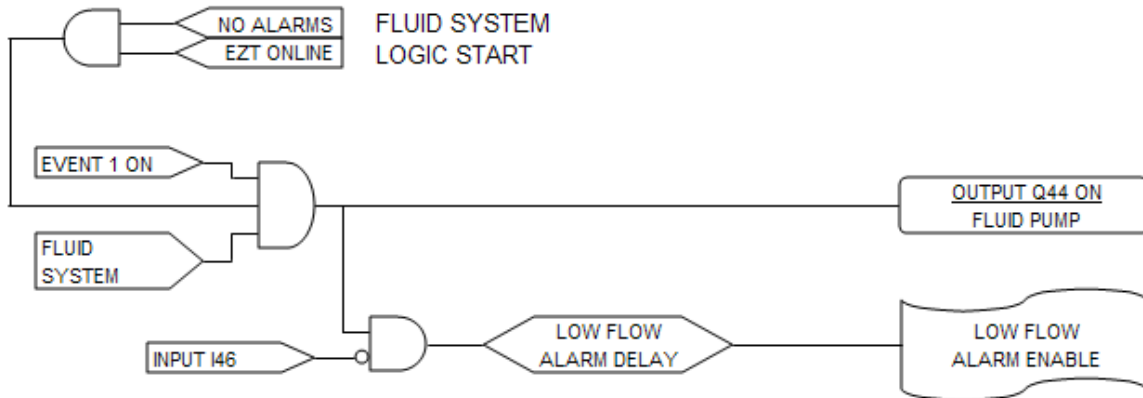 NO ALARMS
FLUID SYSTEM
EZT ONLINE
LOGIC START
EVENT 1 ON
OUTPUT Q44 ON
FLUID PUMP
FLUID
SYSTEM
INPUT I46
LOW FLOW
ALARM DELAY
LOW FLOW
ALARM ENABLE